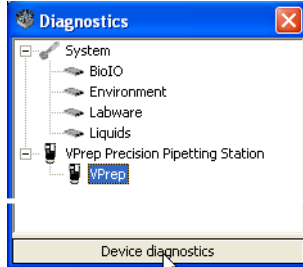 Diagnostics
System
BioIO
Environment
Labware
Liquids
VPrep Precision Pipetting Station
VPrep
Device diagnostics